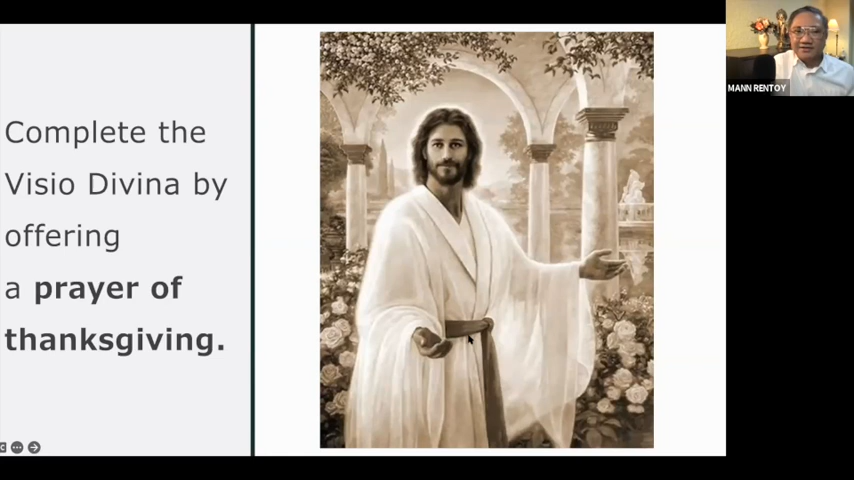 Complete the
Visio Divina by
offering
a prayer of
thanksgiving.
MANN RENTOY